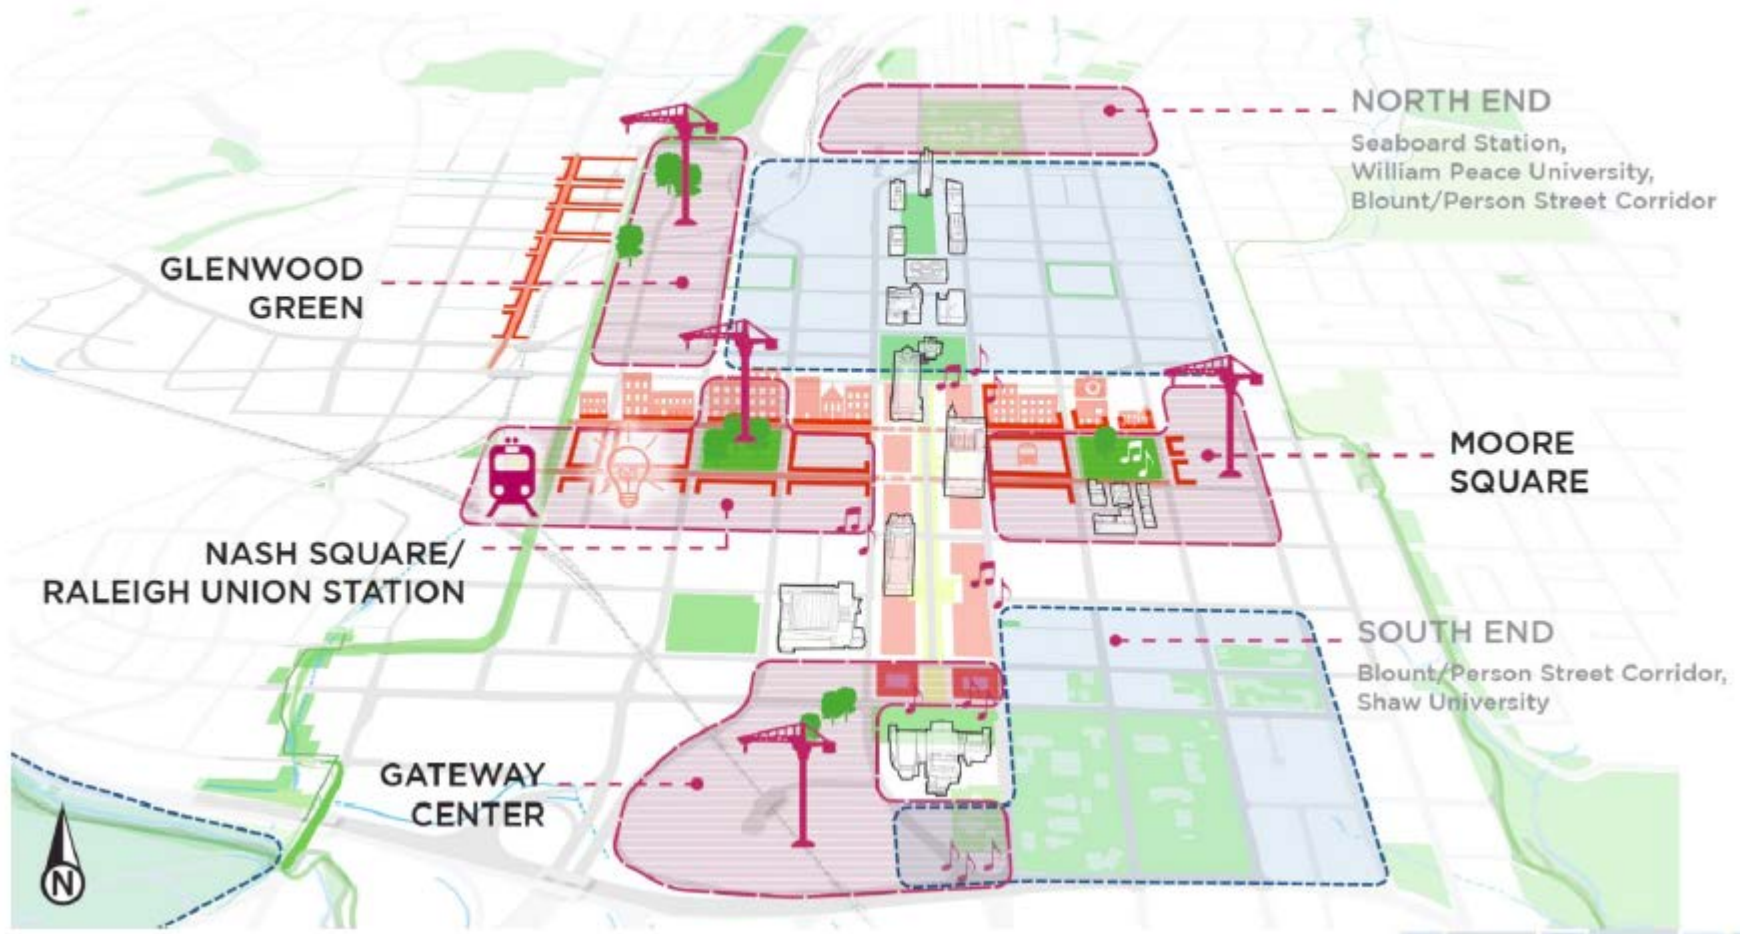 NORTH END
Seaboard Station,
William Peace University,
Blount/Person Street Corridor
GLENWOOD
GREEN
MOORE
SQUARE
NASH SQUARE/
RALEIGH UNION STATION
SOUTH END
Blount/Person Street Corridor,
Shaw University
GATEWAY
CENTER
N